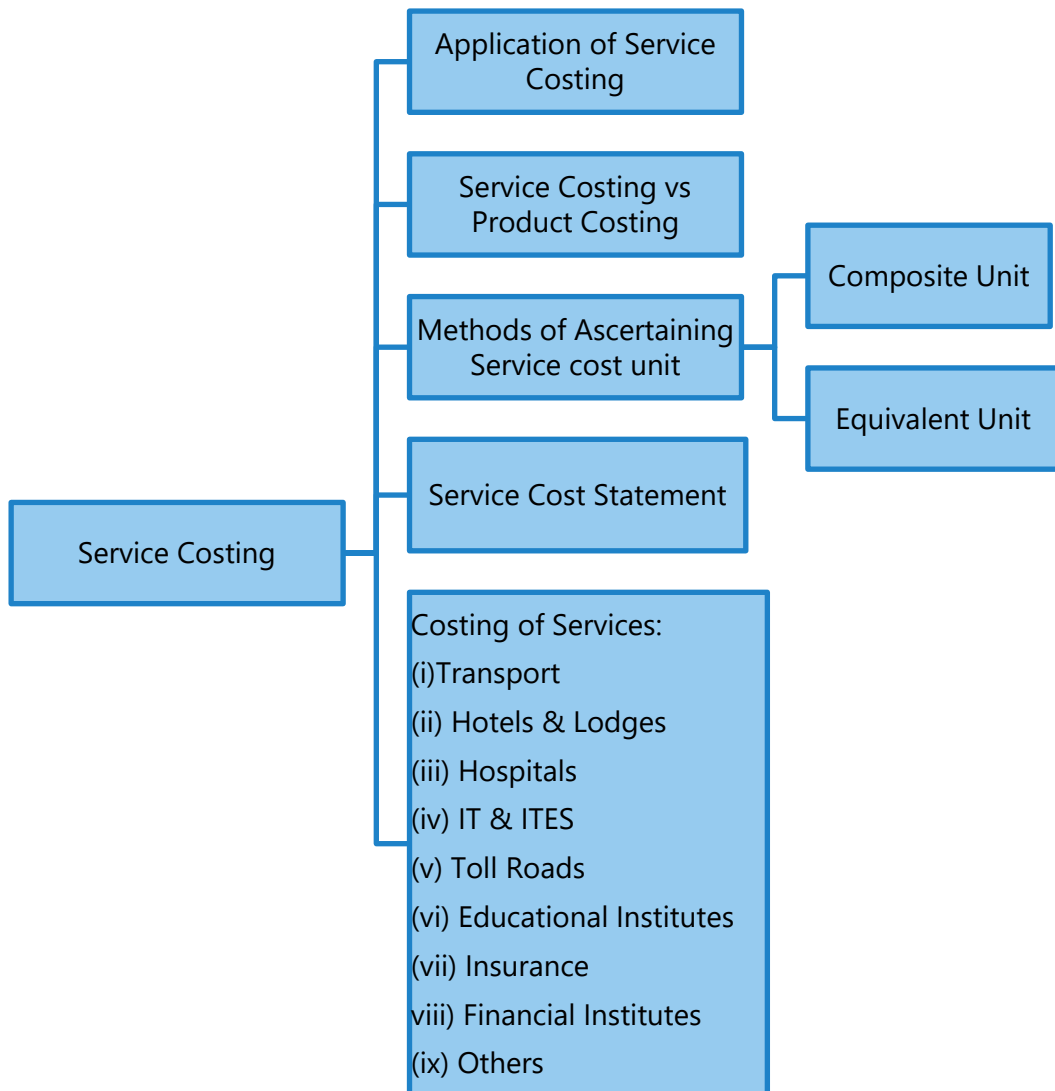 Application of Service
Costing
Service Costing vs
Product Costing
Composite Unit
Methods of Ascertaining
Service cost unit
Equivalent Unit
Service Cost Statement
Service Costing
Costing of Services:
(i)Transport
(ii) Hotels & Lodges
(iii) Hospitals
(iv) IT & ITES
(v) Toll Roads
(vi) Educational Institutes
(vii) Insurance
viii) Financial Institutes
(ix) Others